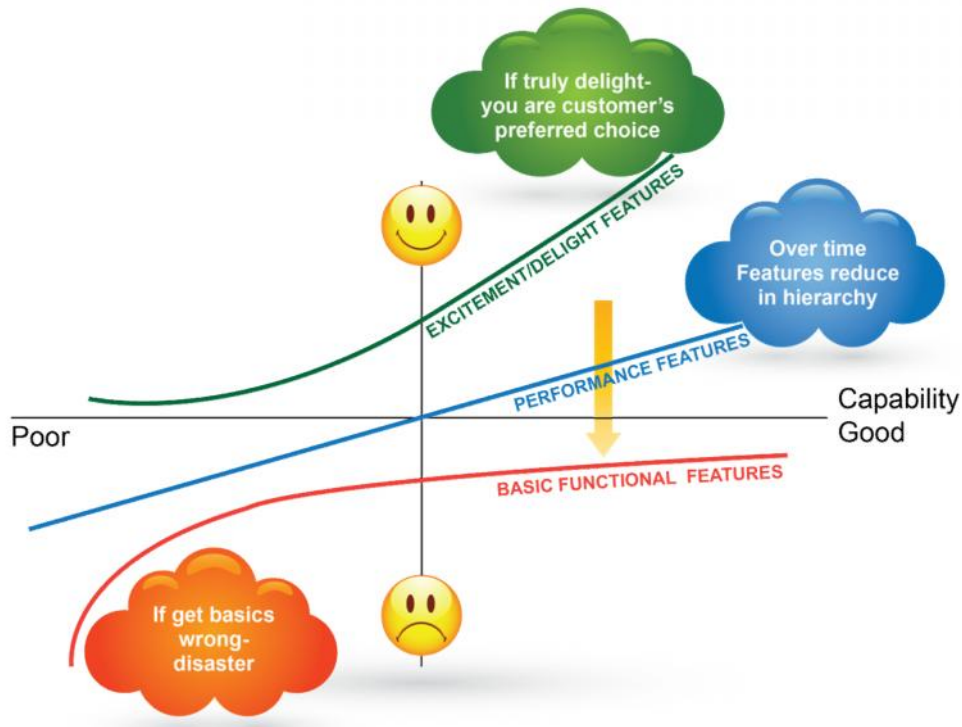 If truly delight-
you are customer's
preferred choice
EXCITEMENT/DELIGHT FEATURES
Over time
Features reduce
in hierarchy
PERFORMANCE FEATURES
Poor
Capability
Good
BASIC FUNCTIONAL FEATURES
If get basics
wrong-
disaster